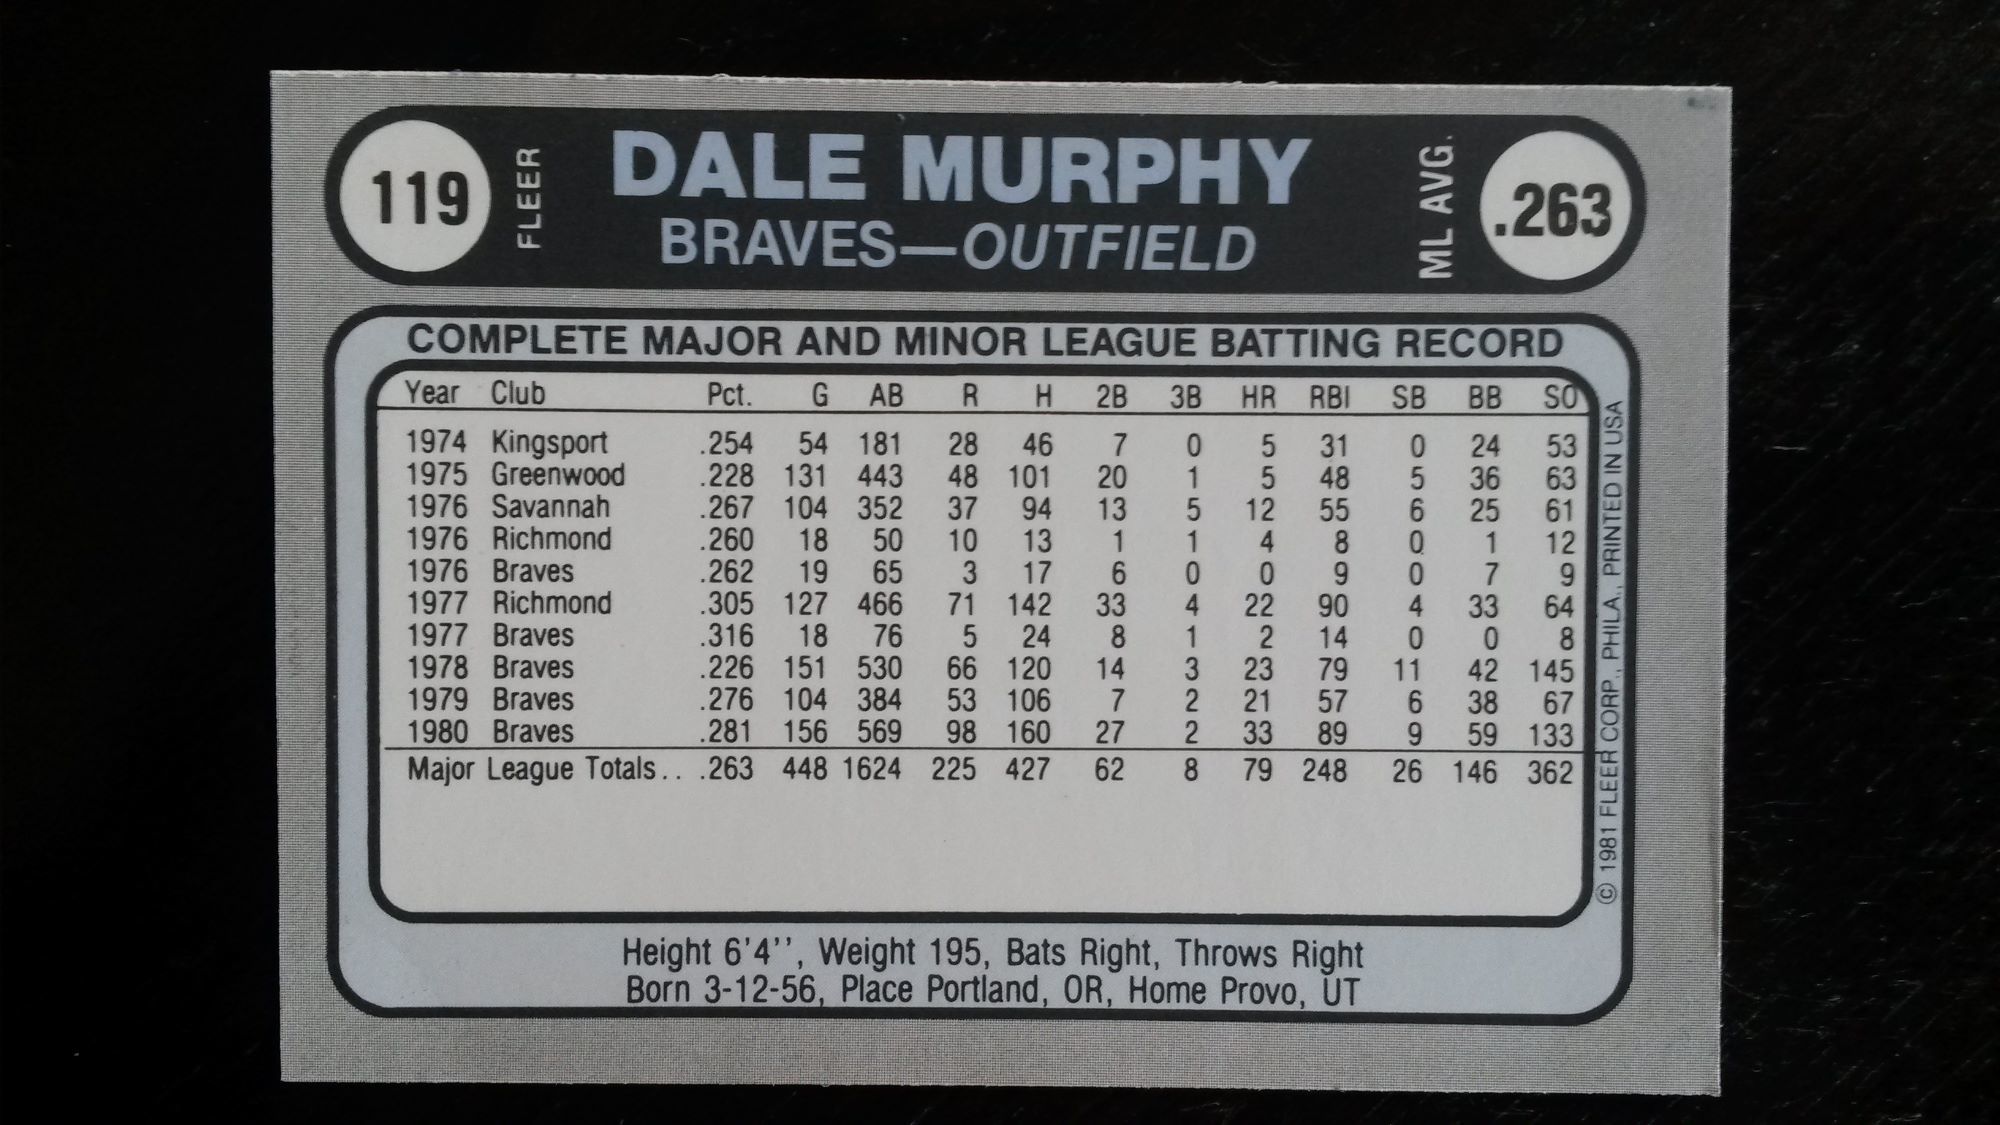 119 FLEER DALE MURPHY ML AVG. .263
BRAVES—OUTFIELD
COMPLETE MAJOR AND MINOR LEAGUE BATTING RECORD
Year Club Pct. G AB R H 2B 3B HR RBI SB BB SO
1974 Kingsport .254 54 181 28 46 7 0 5 31 0 24 53
1975 Greenwood .228 131 443 48 101 20 1 5 48 5 36 63
1976 Savannah .267 104 352 37 94 13 5 12 55 6 25 61
1976 Richmond .260 18 50 10 13 1 1 4 8 0 1 12
1976 Braves .262 19 65 3 17 6 0 0 9 0 7 9
1977 Richmond .305 127 466 71 142 33 4 22 90 4 33 64
1977 Braves .316 18 76 5 24 8 1 2 14 0 0 8
1978 Braves .226 151 530 66 120 14 3 23 79 11 42 145
1979 Braves .276 104 384 53 106 7 2 21 57 6 38 67
1980 Braves .281 156 569 98 160 27 2 33 89 9 59 133
Major League Totals.. .263 448 1624 225 427 62 8 79 248 26 146 362
© 1981 FLEER CORP., PHILA., PRINTED IN USA
Height 6'4'', Weight 195, Bats Right, Throws Right
Born 3-12-56, Place Portland, OR, Home Provo, UT